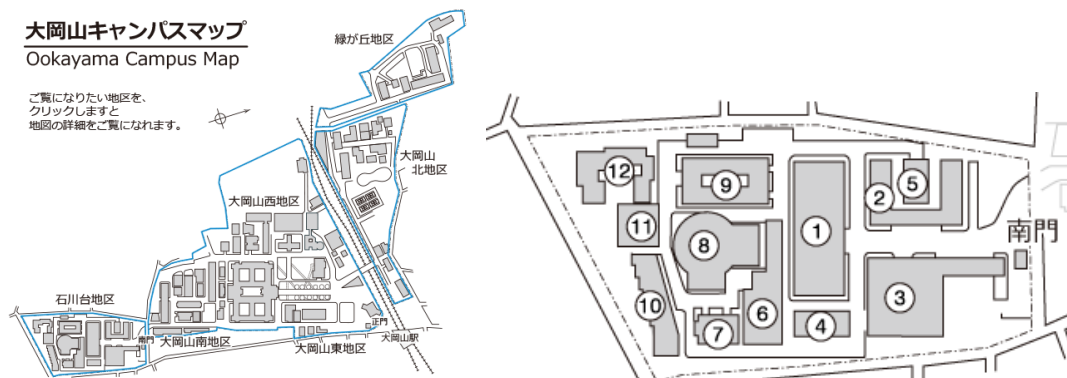 大岡山キャンパスマップ
Ookayama Campus Map
ご覧になりたい地区を、
クリックしますと
地図の詳細をご覧になれます。
緑が丘地区
大岡山
北地区
大岡山西地区
石川台地区
南門
大岡山南地区
大岡山東地区
正門
大岡山駅
12
9
11
8
10
7
6
1
4
2
5
3
南門